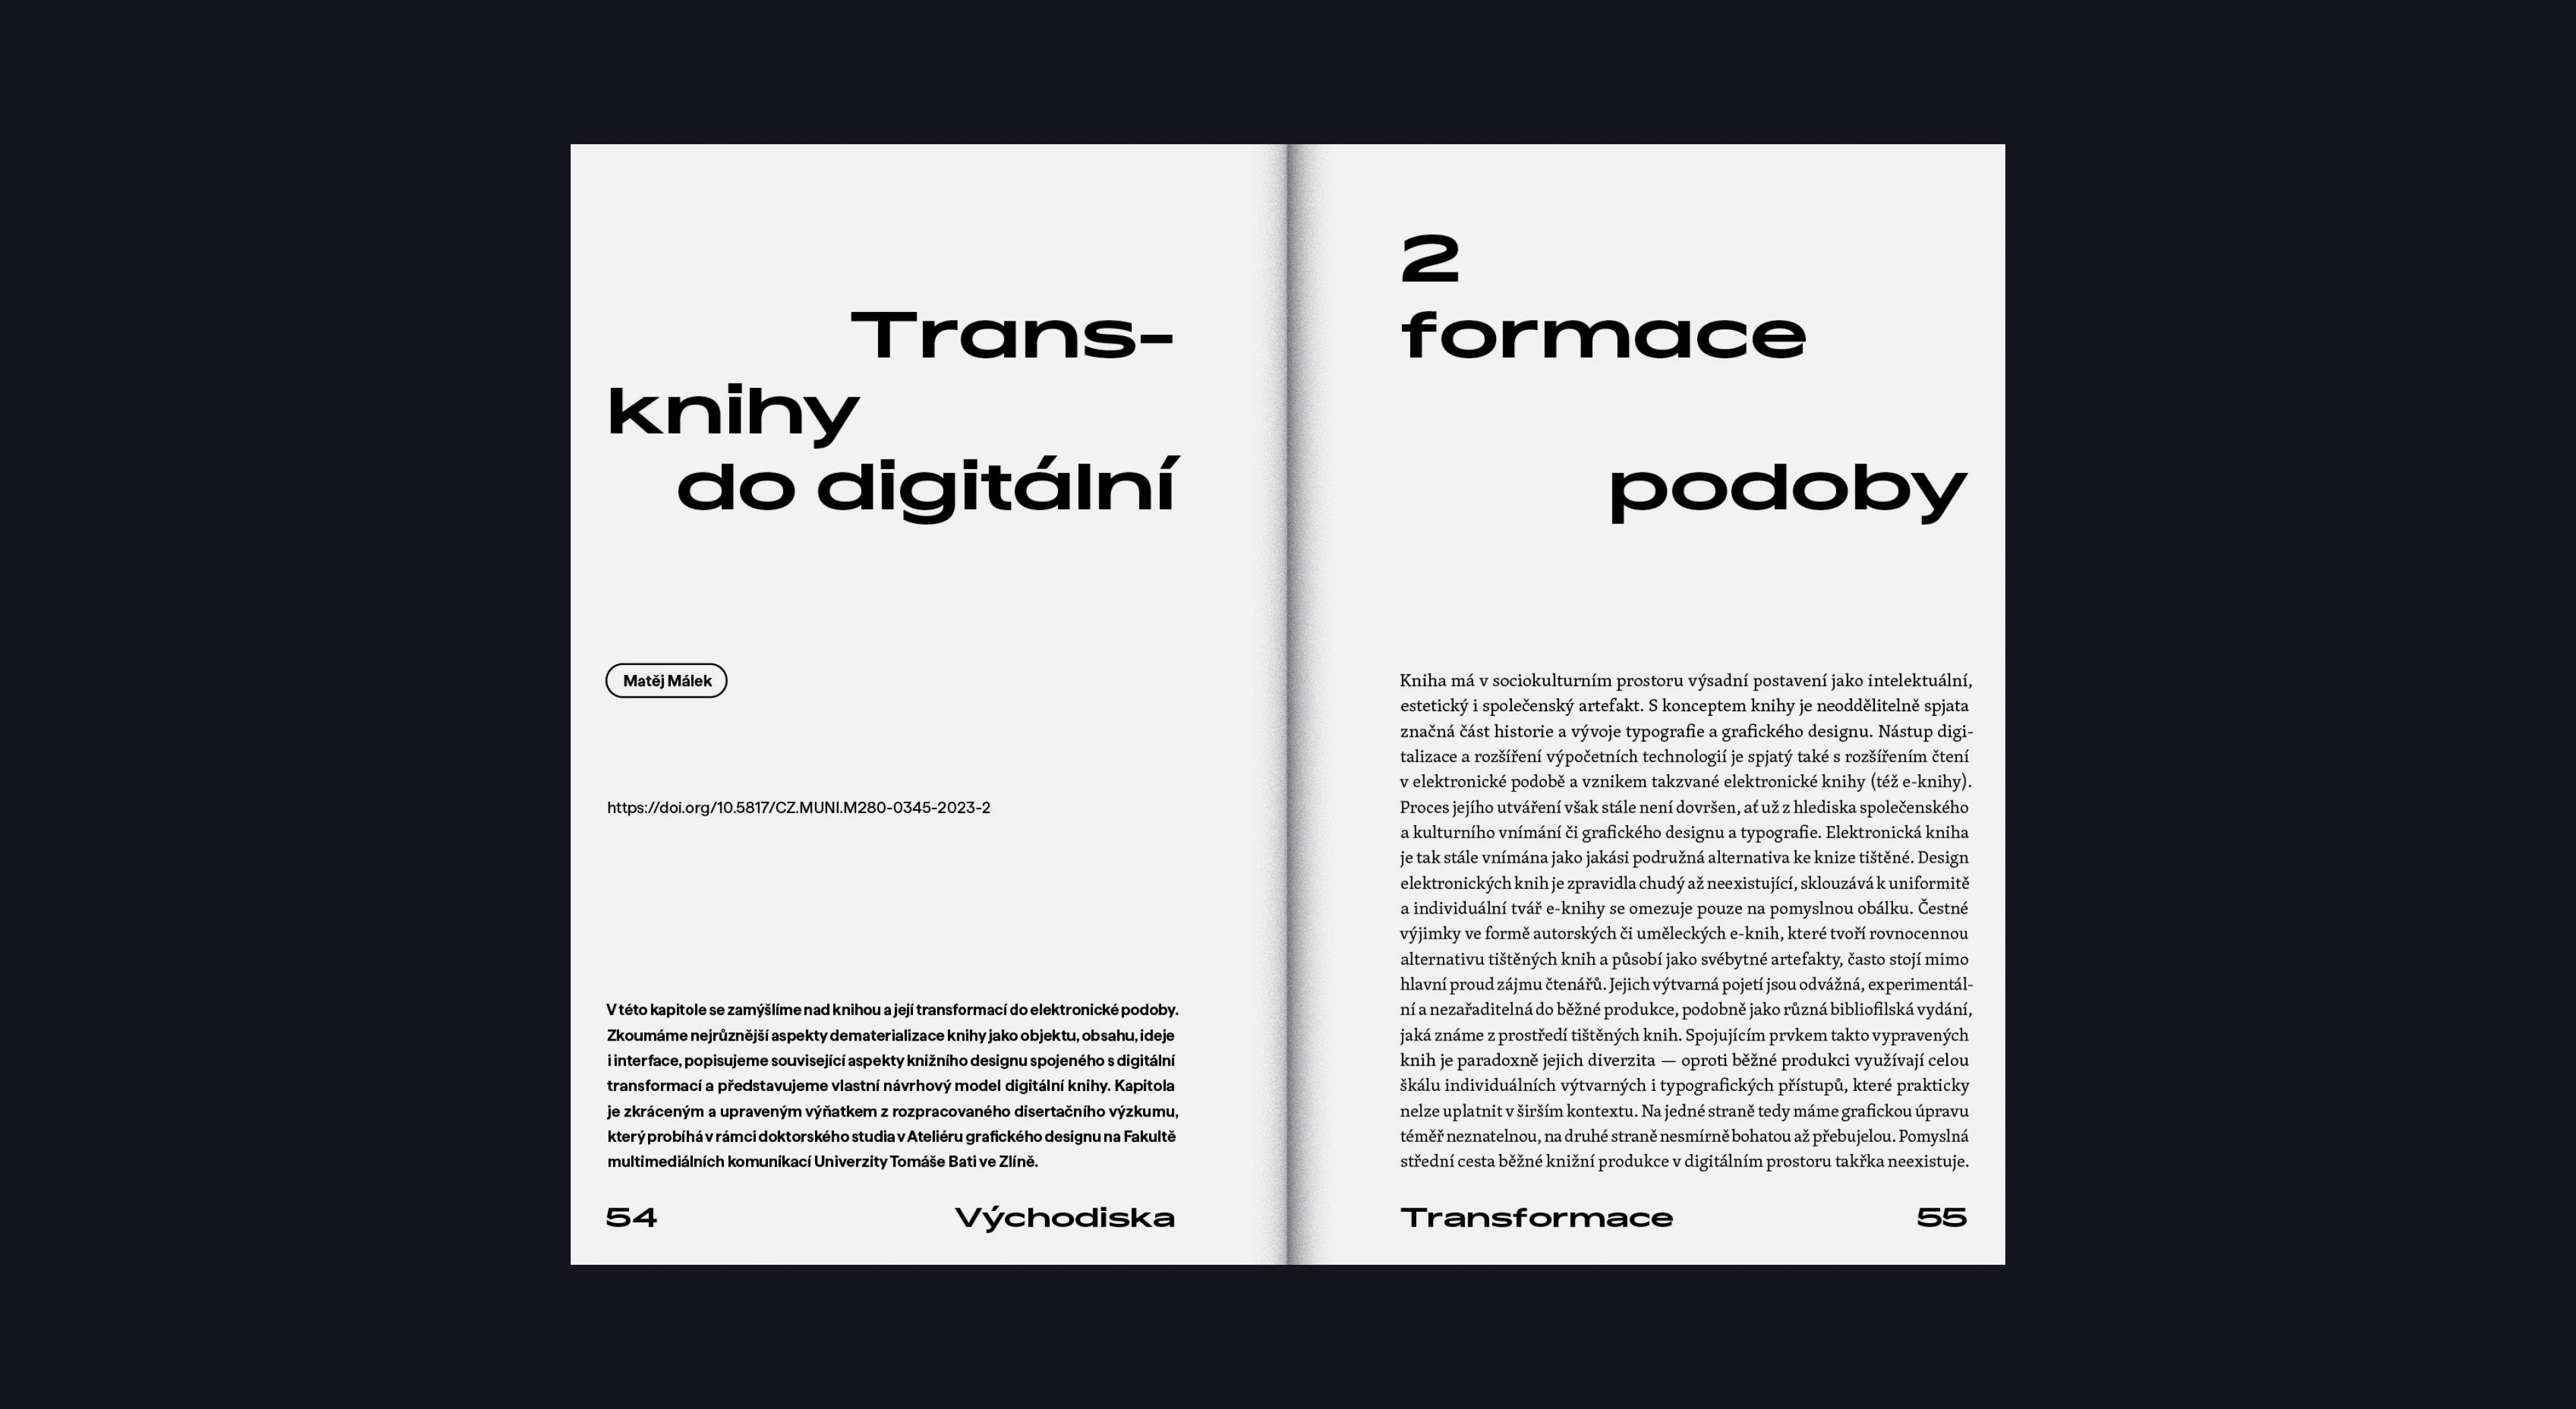 Trans-
knihy
do digitální
Matěj Málek
https://doi.org/10.5817/CZ.MUNI.M280-0345-2023-2
V této kapitole se zamýšlíme nad knihou a její transformací do elektronické podoby.
Zkoumáme nejrůznější aspekty dematerializace knihy jako objektu, obsahu, ideje
i interface, popisujeme související aspekty knižního designu spojeného s digitální
transformací a představujeme vlastní návrhový model digitální knihy. Kapitola
je zkráceným a upraveným výňatkem z rozpracovaného disertačního výzkumu,
který probíhá v rámci doktorského studia v Ateliéru grafického designu na Fakultě
multimediálních komunikací Univerzity Tomáše Bati ve Zlíně.
54 Východiska
2
formace
podoby
Kniha má v sociokulturním prostoru výsadní postavení jako intelektuální,
estetický i společenský artefakt. S konceptem knihy je neoddělitelně spjata
značná část historie a vývoje typografie a grafického designu. Nástup digi-
talizace a rozšíření výpočetních technologií je spjatý také s rozšířením čtení
v elektronické podobě a vznikem takzvané elektronické knihy (též e-knihy).
Proces jejího utváření však stále není dovršen, ať už z hlediska společenského
a kulturního vnímání či grafického designu a typografie. Elektronická kniha
je tak stále vnímána jako jakási podružná alternativa ke knize tištěné. Design
elektronických knih je zpravidla chudý až neexistující, sklouzává k uniformitě
a individuální tvář e-knihy se omezuje pouze na pomyslnou obálku. Čestné
výjimky ve formě autorských či uměleckých e-knih, které tvoří rovnocennou
alternativu tištěných knih a působí jako svébytné artefakty, často stojí mimo
hlavní proud zájmu čtenářů. Jejich výtvarná pojetí jsou odvážná, experimentál-
ní a nezařaditelná do běžné produkce, podobně jako různá bibliofilská vydání,
jaká známe z prostředí tištěných knih. Spojujícím prvkem takto vypravených
knih je paradoxně jejich diverzita — oproti běžné produkci využívají celou
škálu individuálních výtvarných i typografických přístupů, které prakticky
nelze uplatnit v širším kontextu. Na jedné straně tedy máme grafickou úpravu
téměř neznatelnou, na druhé straně nesmírně bohatou až přebujelou. Pomyslná
střední cesta běžné knižní produkce v digitálním prostoru takřka neexistuje.
Transformace 55